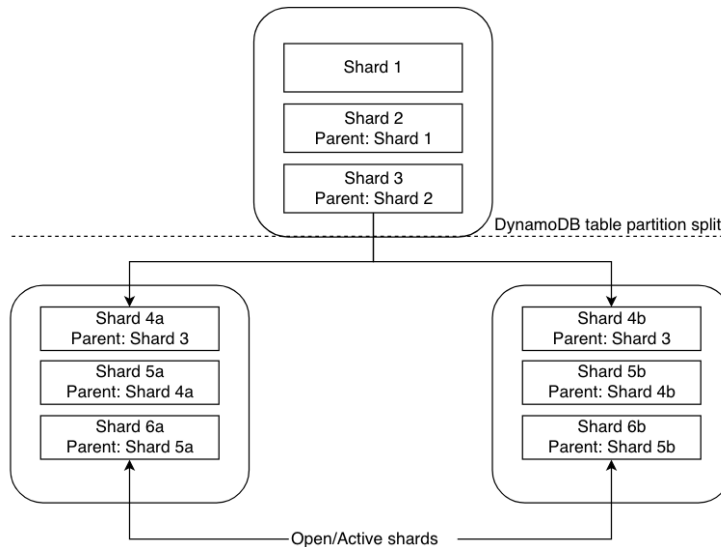 Shard 1
Shard 2
Parent: Shard 1
Shard 3
Parent: Shard 2
DynamoDB table partition split
Shard 4a
Parent: Shard 3
Shard 5a
Parent: Shard 4a
Shard 6a
Parent: Shard 5a
Shard 4b
Parent: Shard 3
Shard 5b
Parent: Shard 4b
Shard 6b
Parent: Shard 5b
Open/Active shards